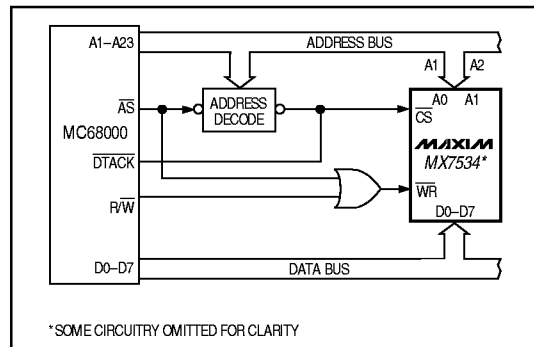 A1–A23
ADDRESS BUS
A1
A2
AS
ADDRESS
DECODE
A0
A1
CS
MC68000
MAXIM
MX7534*
DTACK
R/W
WR
D0–D7
D0–D7
DATA BUS
*SOME CIRCUITRY OMITTED FOR CLARITY